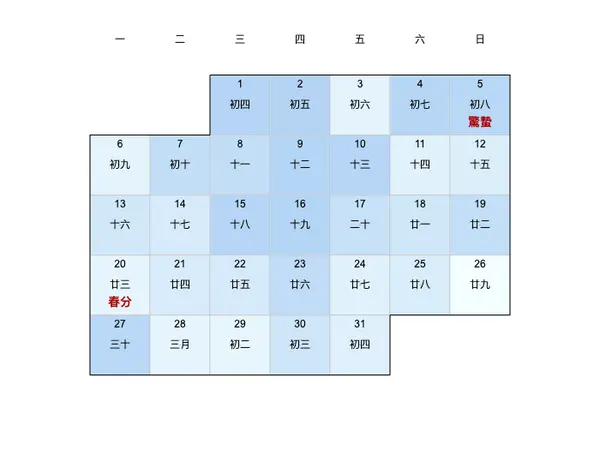 一 二 三 四 五 六 日
1 2 3 4 5
初四 初五 初六 初七 初八
驚蟄
6 7 8 9 10 11 12
初九 初十 十一 十二 十三 十四 十五
13 14 15 16 17 18 19
十六 十七 十八 十九 二十 廿一 廿二
20 21 22 23 24 25 26
廿三 廿四 廿五 廿六 廿七 廿八 廿九
春分
27 28 29 30 31
三十 三月 初二 初三 初四